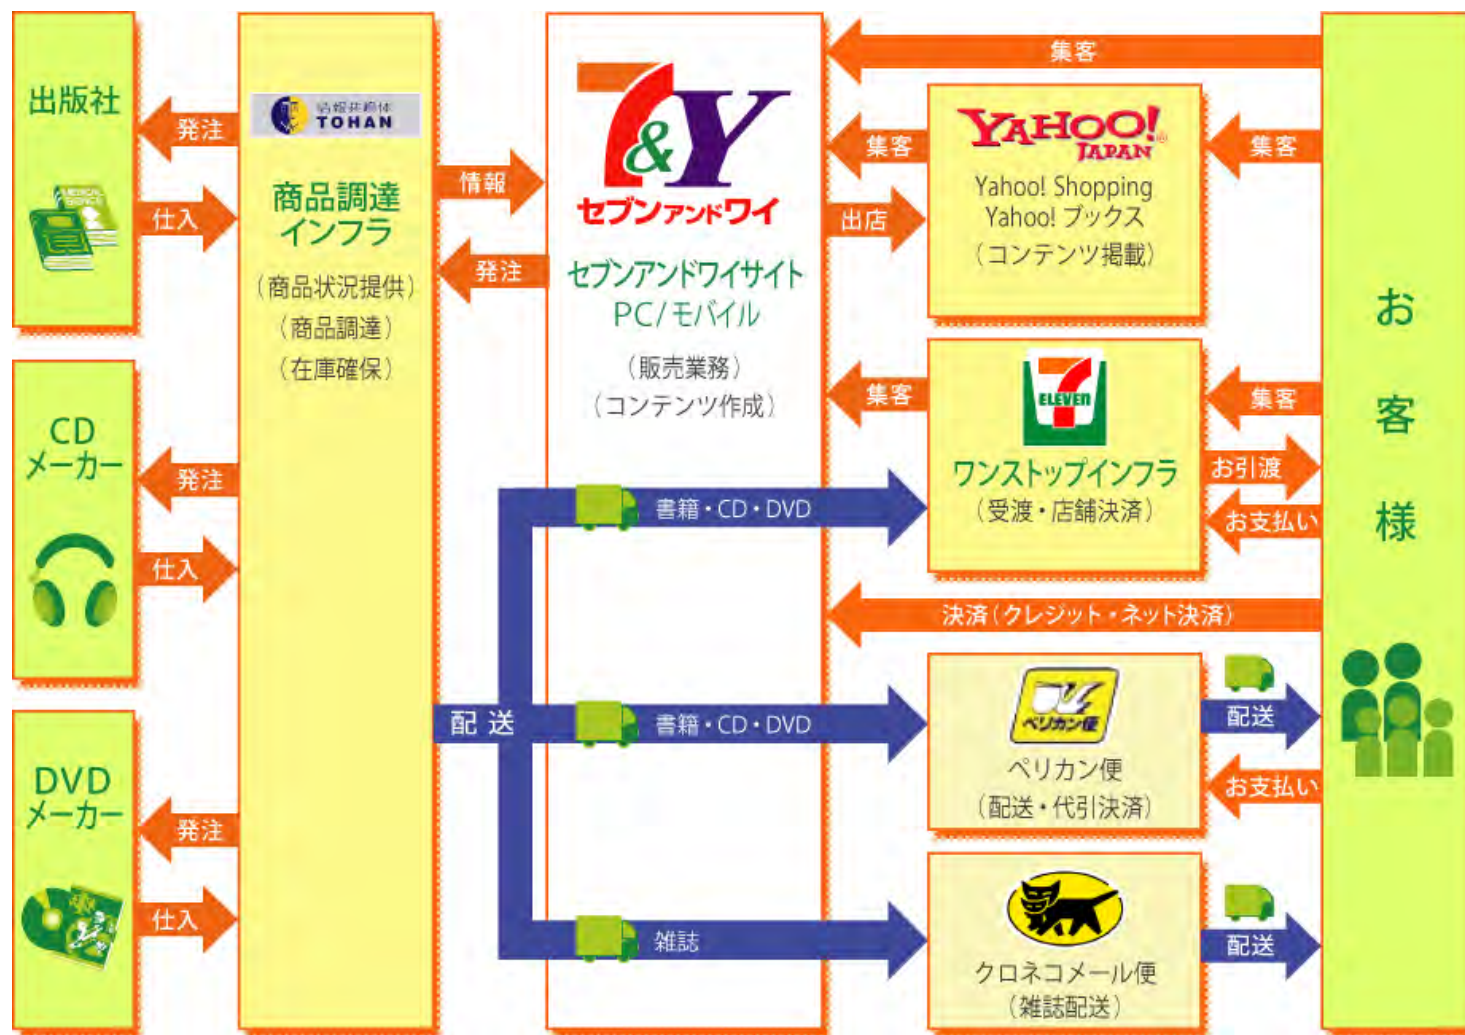 出版社
発注
仕入
CD
メーカー
発注
仕入
DVD
メーカー
発注
仕入
TOHAN
商品調達
インフラ
（商品状況提供）
（商品調達）
（在庫確保）
情報
発注
配送
7&Y
セブンアンドワイ
セブンアンドワイサイト
PC/モバイル
（販売業務）
（コンテンツ作成）
書籍・CD・DVD
書籍・CD・DVD
雑誌
集客
集客
出店
YAHOO!
JAPAN
Yahoo! Shopping
Yahoo! ブックス
（コンテンツ掲載）
集客
集客
7
ELEVEN
ワンストップインフラ
（受渡・店舗決済）
集客
お引渡
お支払い
決済（クレジット・ネット決済）
ペリカン便
ペリカン便
（配送・代引決済）
配送
お支払い
クロネコメール便
（雑誌配送）
配送
お客様